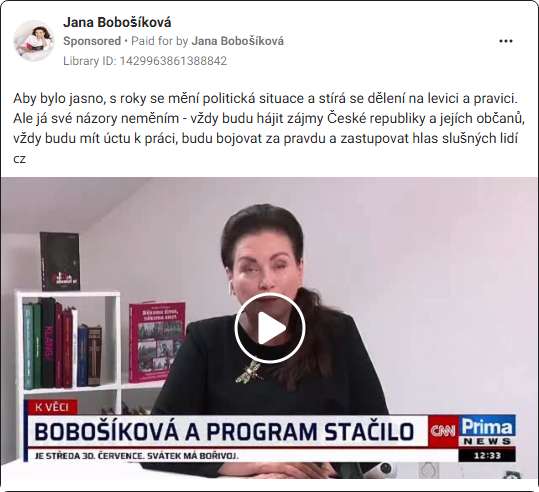 Jana Bobošíková
Sponsored • Paid for by Jana Bobošíková
Library ID: 1429963861388842
Aby bylo jasno, s roky se mění politická situace a stírá se dělení na levici a pravici.
Ale já své názory neměním - vždy budu hájit zájmy České republiky a jejích občanů,
vždy budu mít úctu k práci, budu bojovat za pravdu a zastupovat hlas slušných lidí
cz
KLANG
K VĚCI
BOBOŠÍKOVÁ A PROGRAM STAČILO
CNN Prima
NEWS
JE STŘEDA 30. ČERVENCE. SVÁTEK MÁ BOŘIVOJ.
12:33